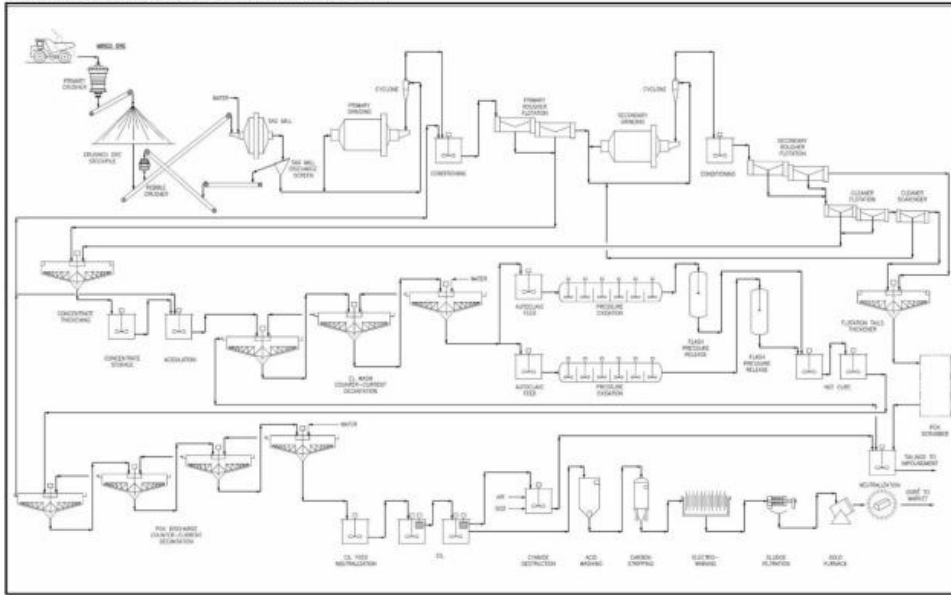 MINED ORE
PRIMARY
CRUSHER
CRUSHED ORE
STOCKPILE
PEBBLE
CRUSHER
WATER
SAG MILL
SAG MILL
DISCHARGE
SCREEN
PRIMARY
GRINDING
CYCLONE
CONDITIONING
PRIMARY
ROUGHER
FLOTATION
SECONDARY
GRINDING
CYCLONE
CONDITIONING
SECONDARY
ROUGHER
FLOTATION
CLEANER
FLOTATION
CLEANER
SCAVENGER
CONCENTRATE
THICKENING
CONCENTRATE
STORAGE
ACIDULATION
CL WASH
COUNTER-CURRENT
DECANTATION
WATER
AUTOCLAVE
FEED
PRESSURE
OXIDATION
FLASH
PRESSURE
RELEASE
FLASH
PRESSURE
RELEASE
AUTOCLAVE
FEED
PRESSURE
OXIDATION
HOT CURE
FLOTATION TAILS
THICKENER
POX
SCRUBBER
TAILINGS TO
IMPOUNDMENT
NEUTRALIZATION
POX DISCHARGE
COUNTER-CURRENT
DECANTATION
WATER
CIL FEED
NEUTRALIZATION
CIL
AIR
SO2
CYANIDE
DESTRUCTION
ACID
WASHING
CARBON
STRIPPING
ELECTRO-
WINNING
SLUDGE
FILTRATION
GOLD
FURNACE
DORÉ TO
MARKET